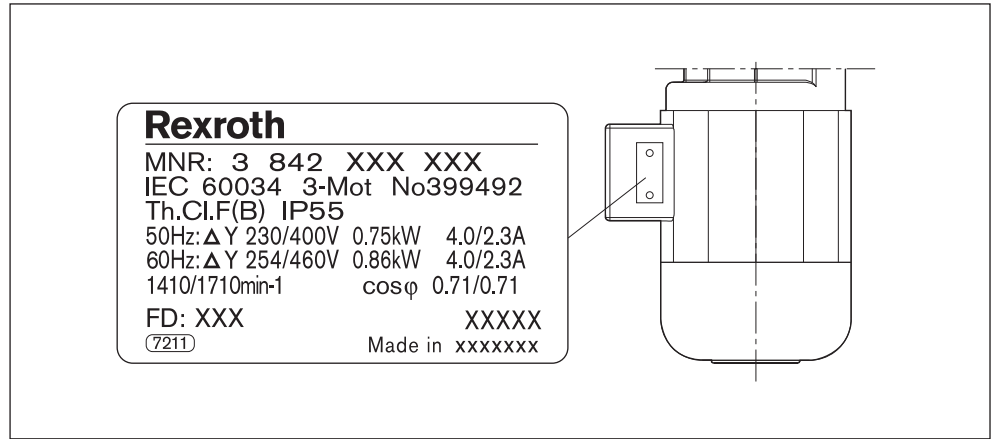 Rexroth
MNR: 3 842 XXX XXX
IEC 60034 3-Mot No399492
Th.Cl.F(B) IP55
50Hz: Δ Y 230/400V 0.75kW 4.0/2.3A
60Hz: Δ Y 254/460V 0.86kW 4.0/2.3A
1410/1710min-1 cosφ 0.71/0.71
FD: XXX XXXXX
7211 Made in xxxxxxx